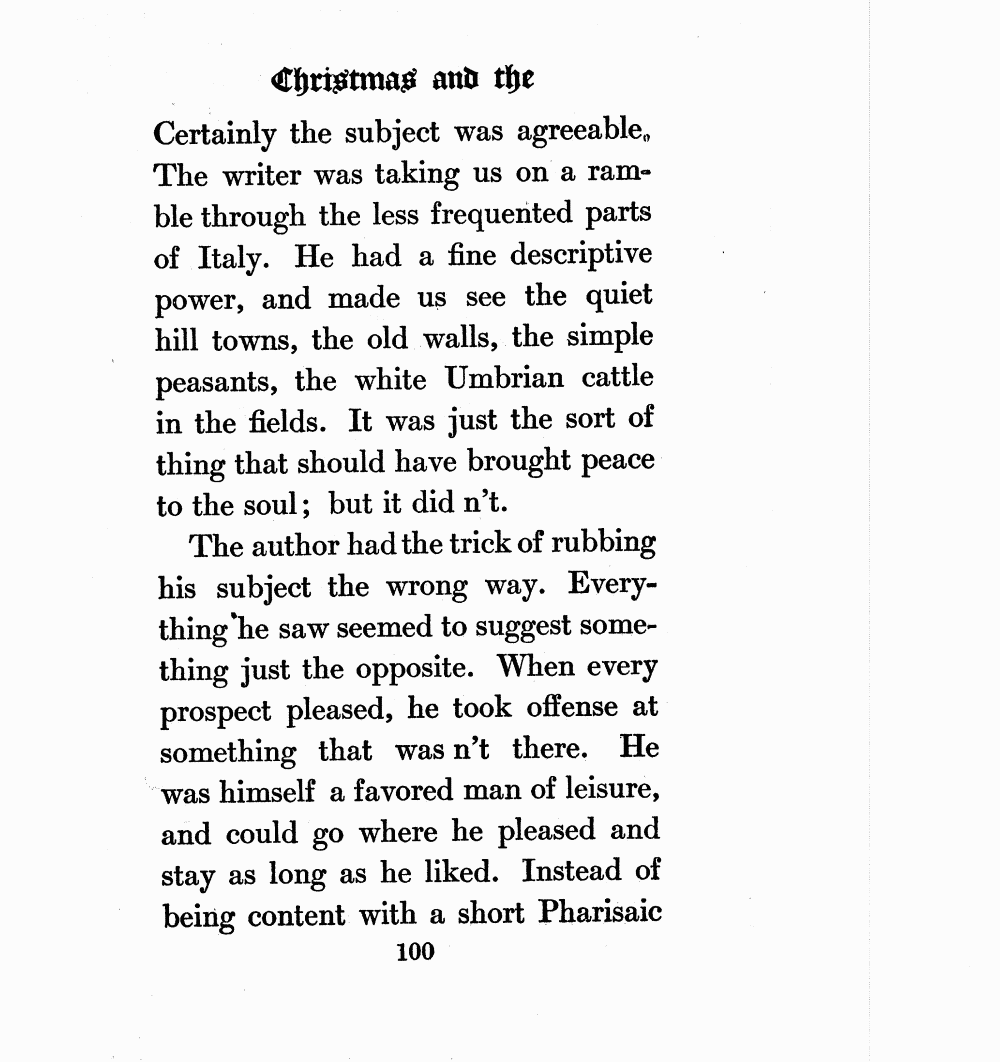 Christmas and the
Certainly the subject was agreeable.
The writer was taking us on a ram-
ble through the less frequented parts
of Italy. He had a fine descriptive
power, and made us see the quiet
hill towns, the old walls, the simple
peasants, the white Umbrian cattle
in the fields. It was just the sort of
thing that should have brought peace
to the soul; but it did n't.
The author had the trick of rubbing
his subject the wrong way. Every-
thing he saw seemed to suggest some-
thing just the opposite. When every
prospect pleased, he took offense at
something that was n't there. He
was himself a favored man of leisure,
and could go where he pleased and
stay as long as he liked. Instead of
being content with a short Pharisaic
100